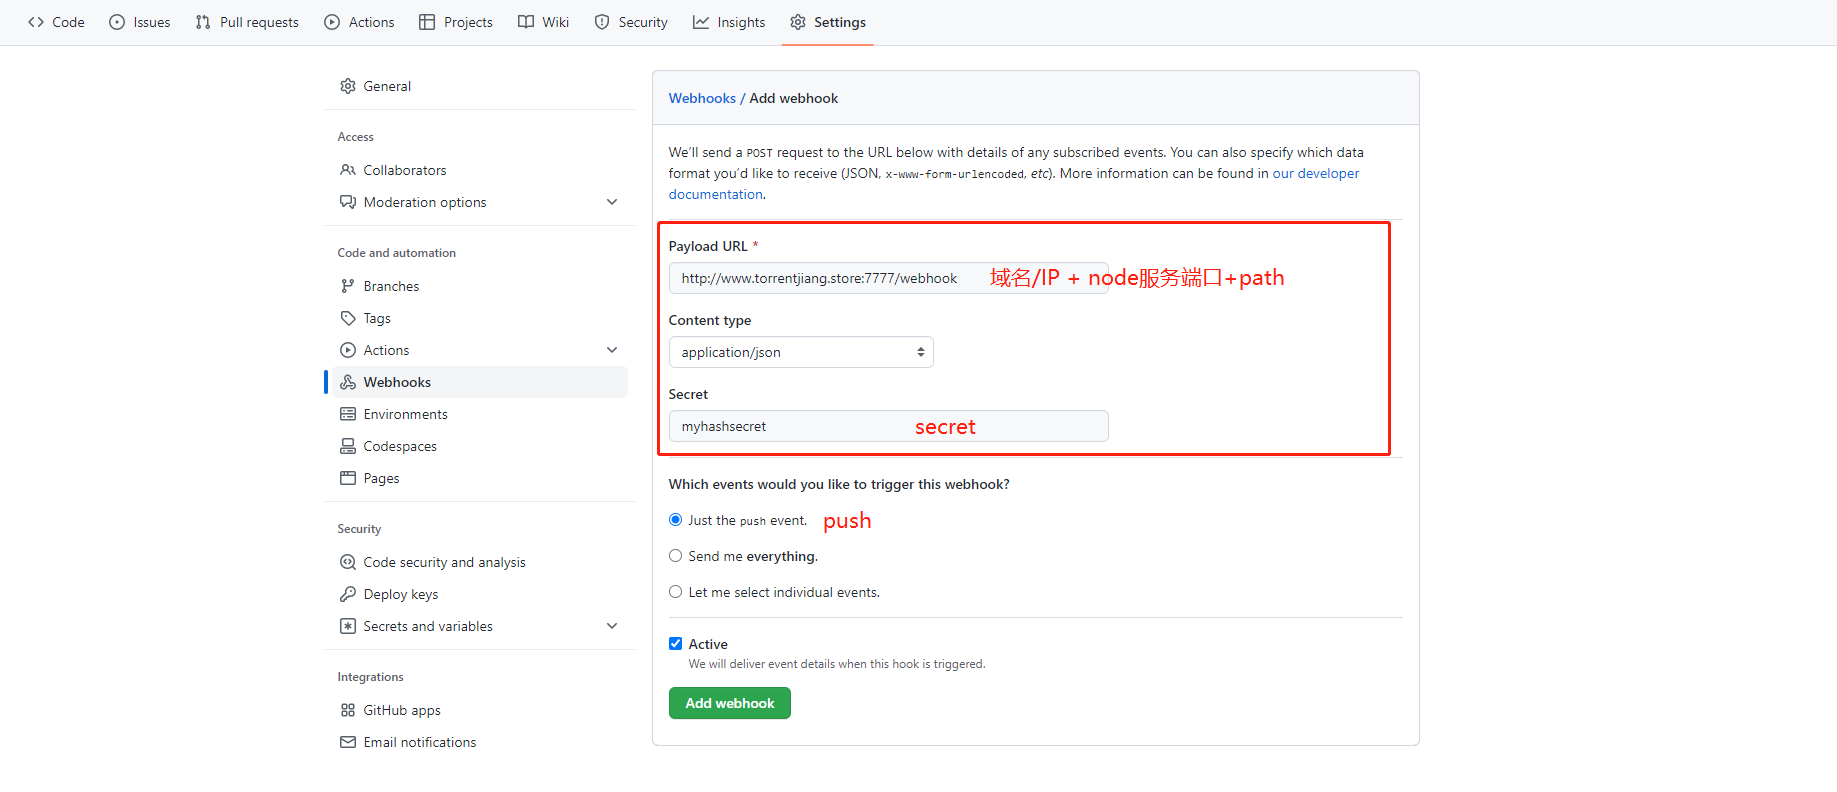 Code Issues Pull requests Actions Projects Wiki Security Insights Settings
General
Access
Collaborators
Moderation options
Code and automation
Branches
Tags
Actions
Webhooks
Environments
Codespaces
Pages
Security
Code security and analysis
Deploy keys
Secrets and variables
Integrations
GitHub apps
Email notifications
Webhooks / Add webhook
We’ll send a POST request to the URL below with details of any subscribed events. You can also specify which data
format you’d like to receive (JSON, x-www-form-urlencoded, etc). More information can be found in our developer
documentation.
Payload URL *
http://www.torrentjiang.store:7777/webhook 域名/IP + node服务端口+path
Content type
application/json
Secret
myhashsecret secret
Which events would you like to trigger this webhook?
Just the push event. push
Send me everything.
Let me select individual events.
Active
We will deliver event details when this hook is triggered.
Add webhook